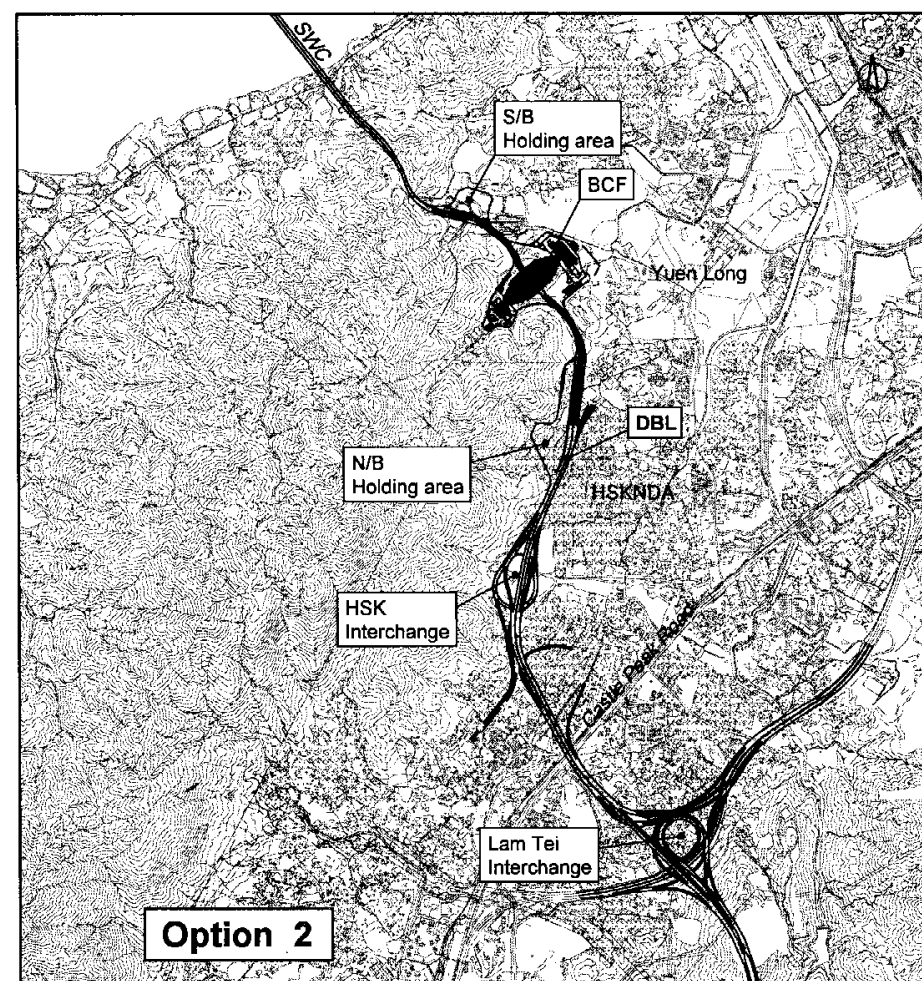 SWC
S/B
Holding area
BCF
Yuen Long
DBL
N/B
Holding area
HSKNDA
HSK
Interchange
Castle Peak Road
Lam Tei
Interchange
Option 2